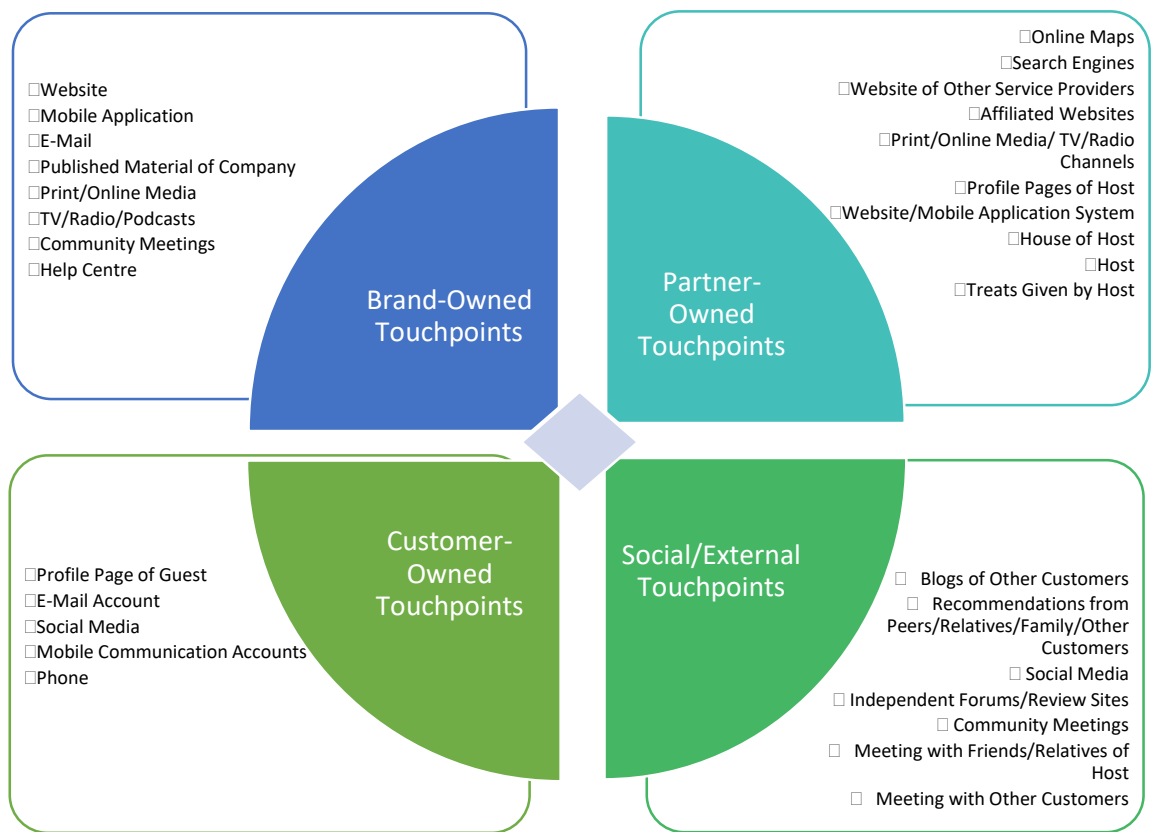 □Website
□Mobile Application
□E-Mail
□Published Material of Company
□Print/Online Media
□TV/Radio/Podcasts
□Community Meetings
□Help Centre
Brand-Owned
Touchpoints
□Online Maps
□Search Engines
□Website of Other Service Providers
□Affiliated Websites
□Print/Online Media/ TV/Radio
Channels
□Profile Pages of Host
□Website/Mobile Application System
□House of Host
□Host
□Treats Given by Host
Partner-
Owned
Touchpoints
□Profile Page of Guest
□E-Mail Account
□Social Media
□Mobile Communication Accounts
□Phone
Customer-
Owned
Touchpoints
Social/External
Touchpoints
□ Blogs of Other Customers
□ Recommendations from
Peers/Relatives/Family/Other
Customers
□ Social Media
□ Independent Forums/Review Sites
□ Community Meetings
□ Meeting with Friends/Relatives of
Host
□ Meeting with Other Customers